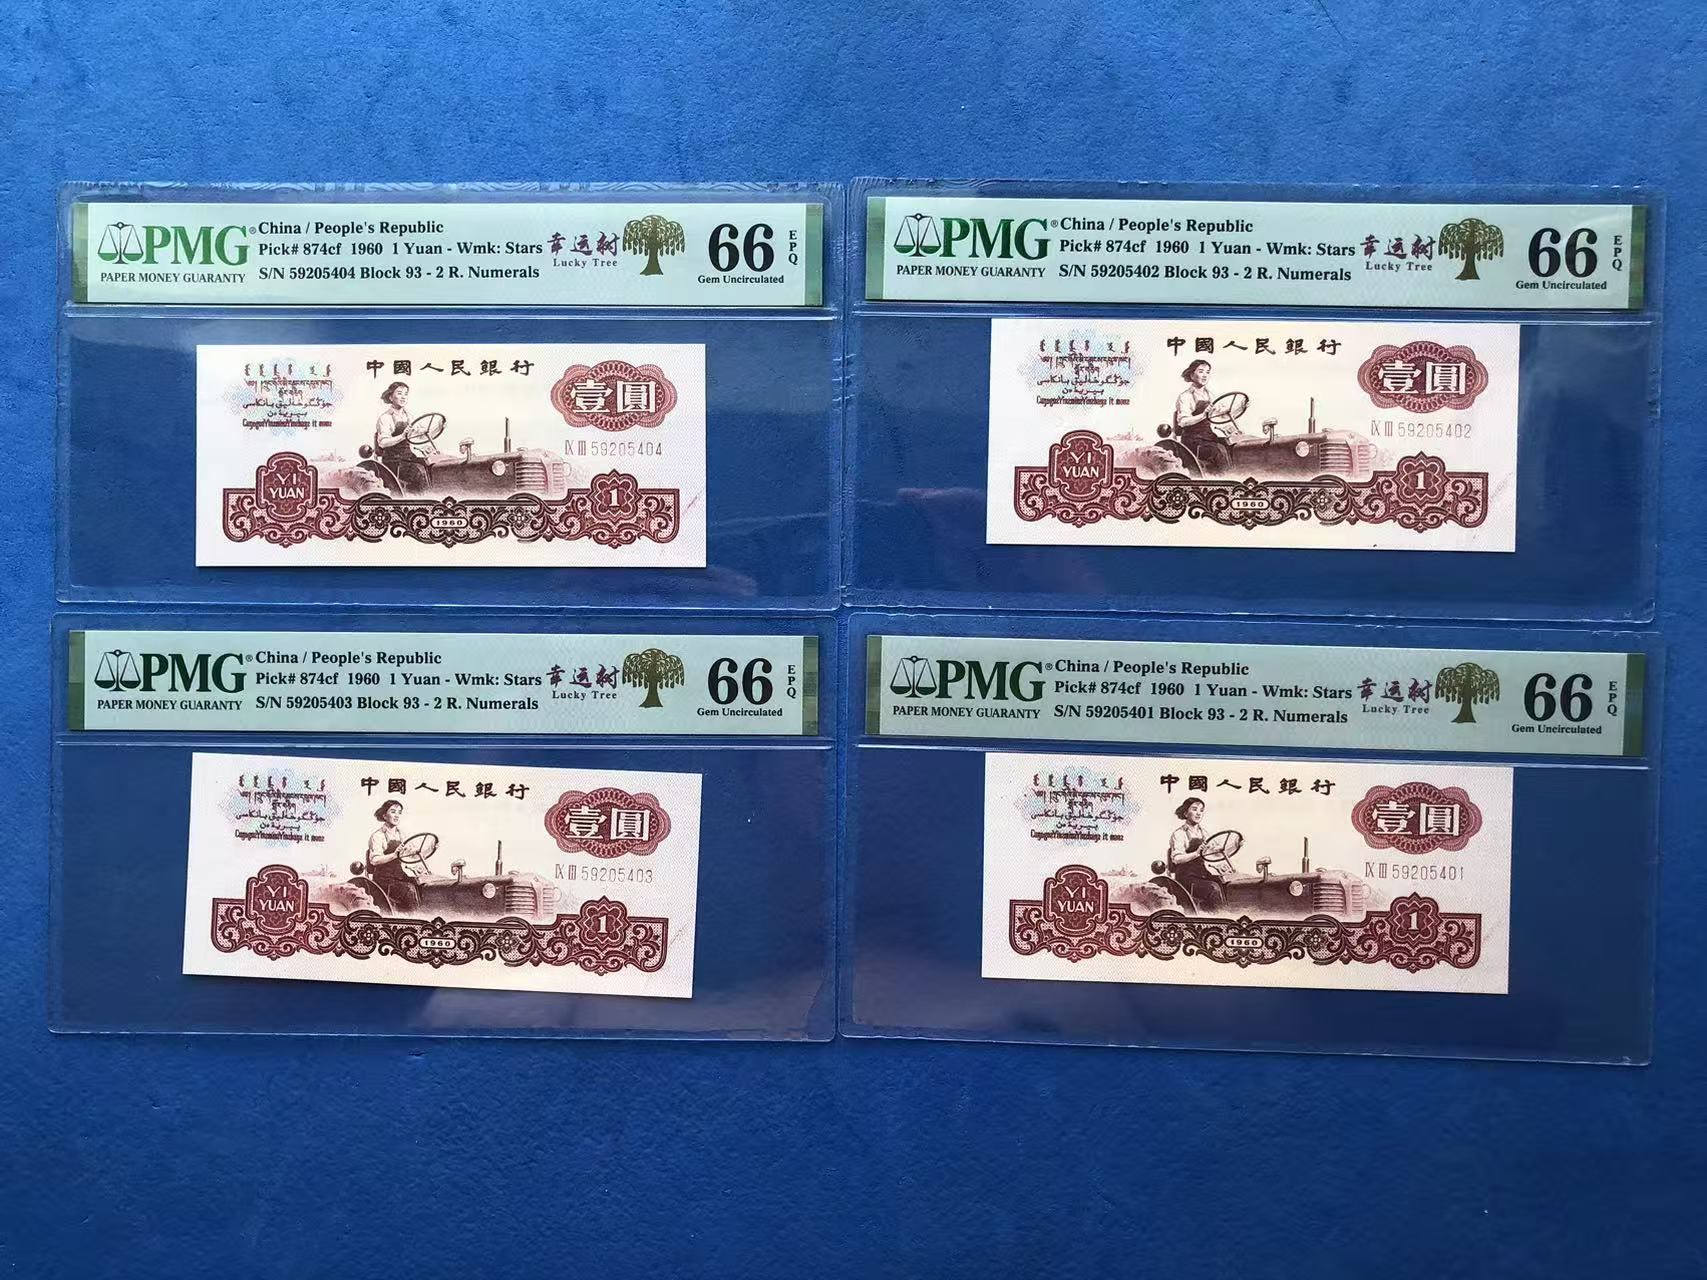 PMG®
PAPER MONEY GUARANTY
China / People's Republic
Pick# 874cf 1960 1 Yuan - Wmk: Stars
S/N 59205404 Block 93 - 2 R. Numerals
幸运树
Lucky Tree
66
EPQ
Gem Uncirculated
中國人民銀行
壹圓
ⅨⅢ 59205404
YI
YUAN
1960
1
PMG®
PAPER MONEY GUARANTY
China / People's Republic
Pick# 874cf 1960 1 Yuan - Wmk: Stars
S/N 59205402 Block 93 - 2 R. Numerals
幸运树
Lucky Tree
66
EPQ
Gem Uncirculated
中國人民銀行
壹圓
ⅨⅢ 59205402
YI
YUAN
1960
1
PMG®
PAPER MONEY GUARANTY
China / People's Republic
Pick# 874cf 1960 1 Yuan - Wmk: Stars
S/N 59205403 Block 93 - 2 R. Numerals
幸运树
Lucky Tree
66
EPQ
Gem Uncirculated
中國人民銀行
壹圓
ⅨⅢ 59205403
YI
YUAN
1960
1
PMG®
PAPER MONEY GUARANTY
China / People's Republic
Pick# 874cf 1960 1 Yuan - Wmk: Stars
S/N 59205401 Block 93 - 2 R. Numerals
幸运树
Lucky Tree
66
EPQ
Gem Uncirculated
中國人民銀行
壹圓
ⅨⅢ 59205401
YI
YUAN
1960
1